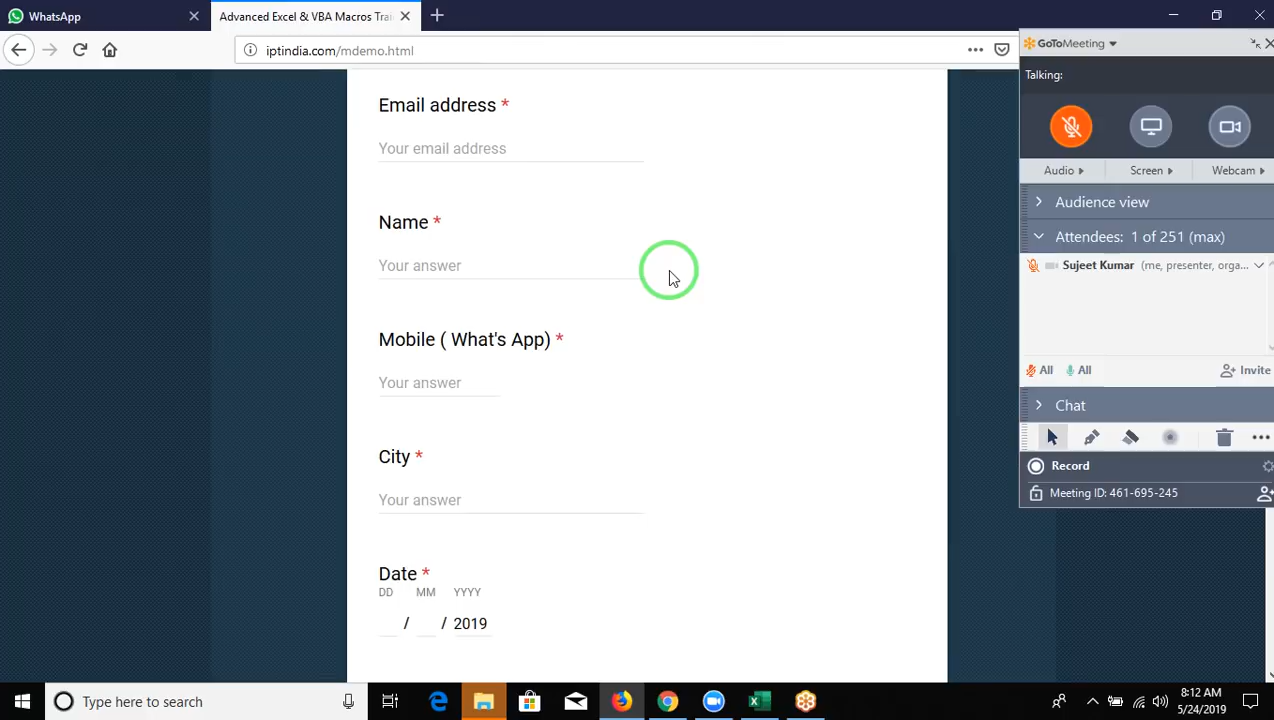 WhatsApp
Advanced Excel & VBA Macros Trai
iptindia.com/mdemo.html
Email address *
Your email address
Name *
Your answer
Mobile ( What's App) *
Your answer
City *
Your answer
Date *
DD MM YYYY
/ / 2019
GoToMeeting
Talking:
Audio Screen Webcam
Audience view
Attendees: 1 of 251 (max)
Sujeet Kumar (me, presenter, orga...
All All Invite
Chat
Record
Meeting ID: 461-695-245
Type here to search
8:12 AM
5/24/2019